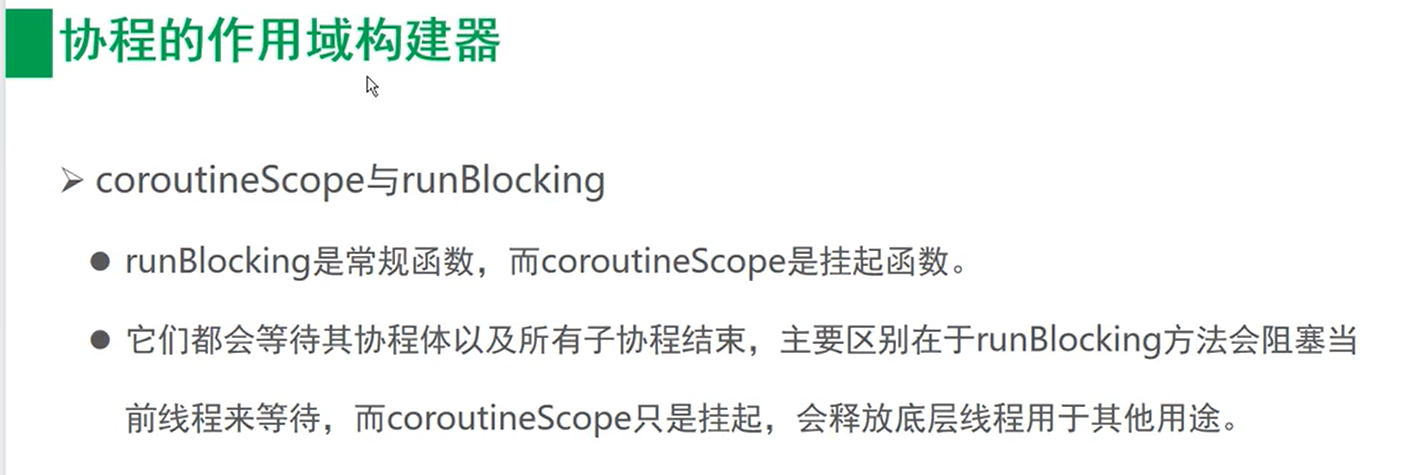 协程的作用域构建器
coroutineScope与runBlocking
runBlocking是常规函数，而coroutineScope是挂起函数。
它们都会等待其协程体以及所有子协程结束，主要区别在于runBlocking方法会阻塞当
前线程来等待，而coroutineScope只是挂起，会释放底层线程用于其他用途。